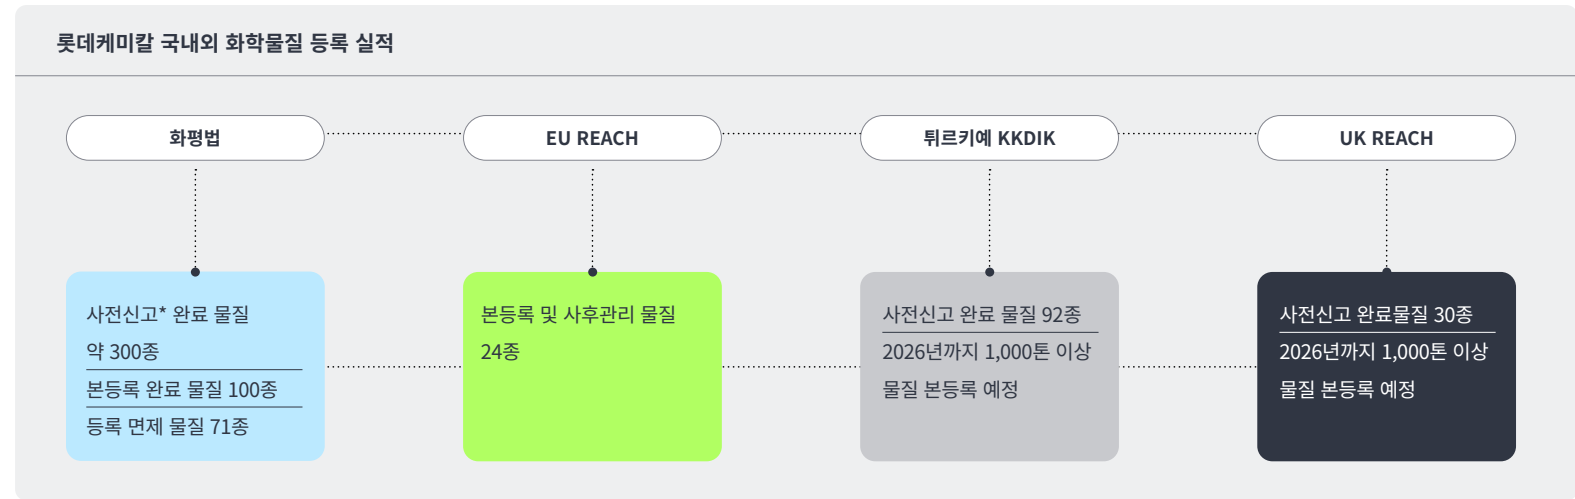 롯데케미칼 국내외 화학물질 등록 실적
화평법
사전신고* 완료 물질
약 300종
본등록 완료 물질 100종
등록 면제 물질 71종
EU REACH
본등록 및 사후관리 물질
24종
튀르키예 KKDIK
사전신고 완료 물질 92종
2026년까지 1,000톤 이상
물질 본등록 예정
UK REACH
사전신고 완료물질 30종
2026년까지 1,000톤 이상
물질 본등록 예정